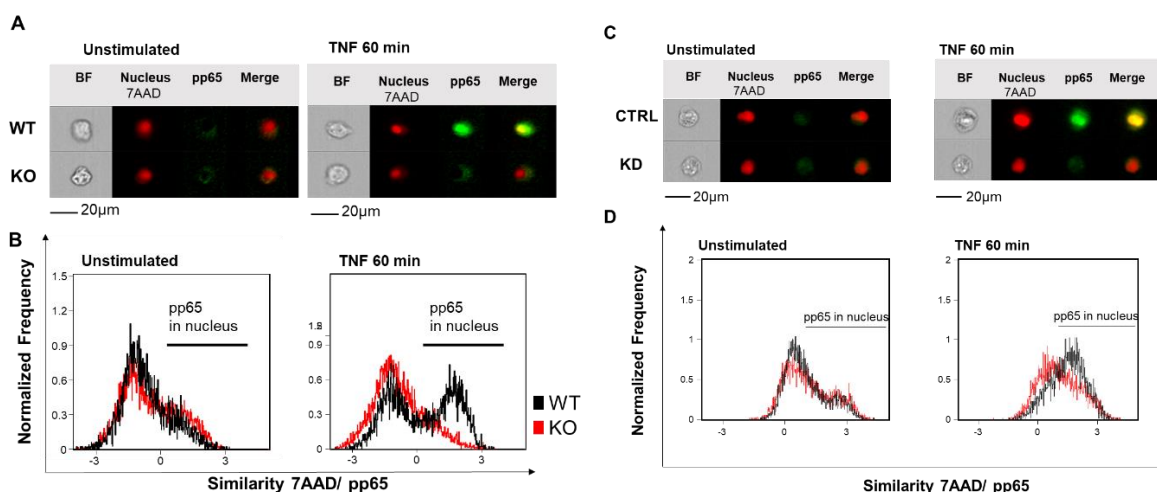 A
Unstimulated
TNF 60 min
BF Nucleus 7AAD pp65 Merge
BF Nucleus 7AAD pp65 Merge
WT
KO
20µm
20µm
B
Unstimulated
TNF 60 min
Normalized Frequency
1.5
1.2
0.9
0.6
0.3
0
pp65
in nucleus
-3 0 3
0.9
0.6
0.3
0
pp65
in nucleus
-3 0 3
WT
KO
Similarity 7AAD/ pp65
C
Unstimulated
TNF 60 min
BF Nucleus 7AAD pp65 Merge
BF Nucleus 7AAD pp65 Merge
CTRL
KD
20µm
20µm
D
Unstimulated
TNF 60 min
Normalized Frequency
2
1.5
1
0.5
0
pp65 in nucleus
-3 0 3
2
1.5
1
0.5
0
pp65 in nucleus
-3 0 3
Similarity 7AAD/ pp65